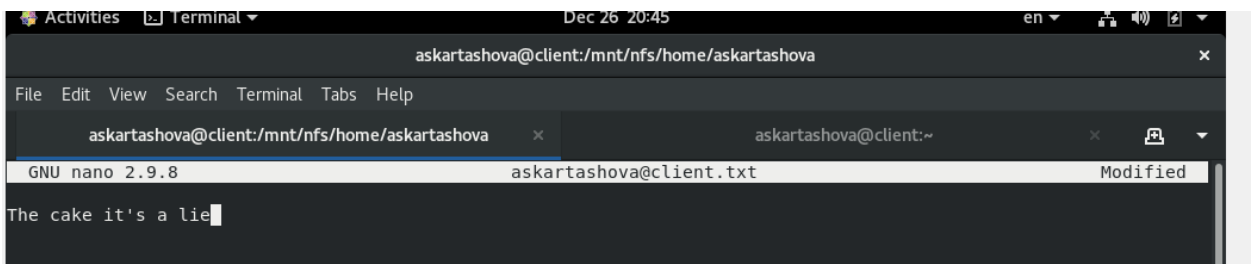 Activities Terminal Dec 26 20:45 en
askartashova@client:/mnt/nfs/home/askartashova ×
File Edit View Search Terminal Tabs Help
askartashova@client:/mnt/nfs/home/askartashova × askartashova@client:~ ×
GNU nano 2.9.8 askartashova@client.txt Modified
The cake it's a lie